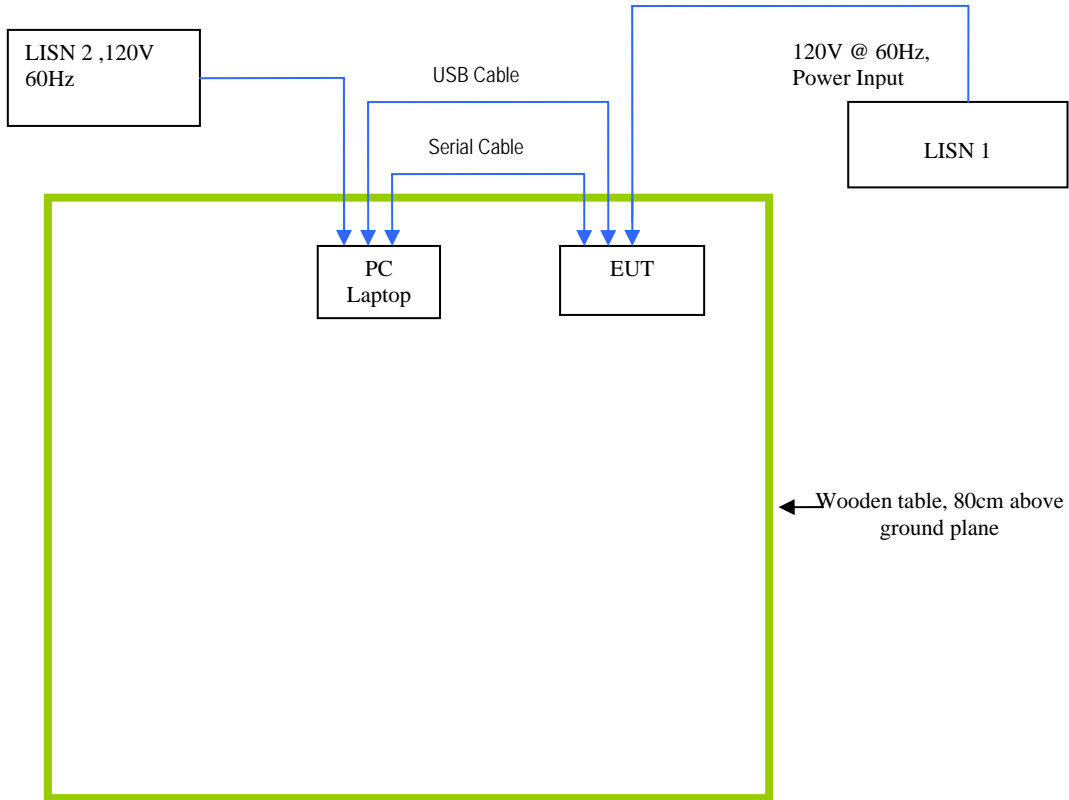 LISN 2 ,120V
60Hz
USB Cable
120V @ 60Hz,
Power Input
Serial Cable
LISN 1
PC
Laptop
EUT
Wooden table, 80cm above
ground plane